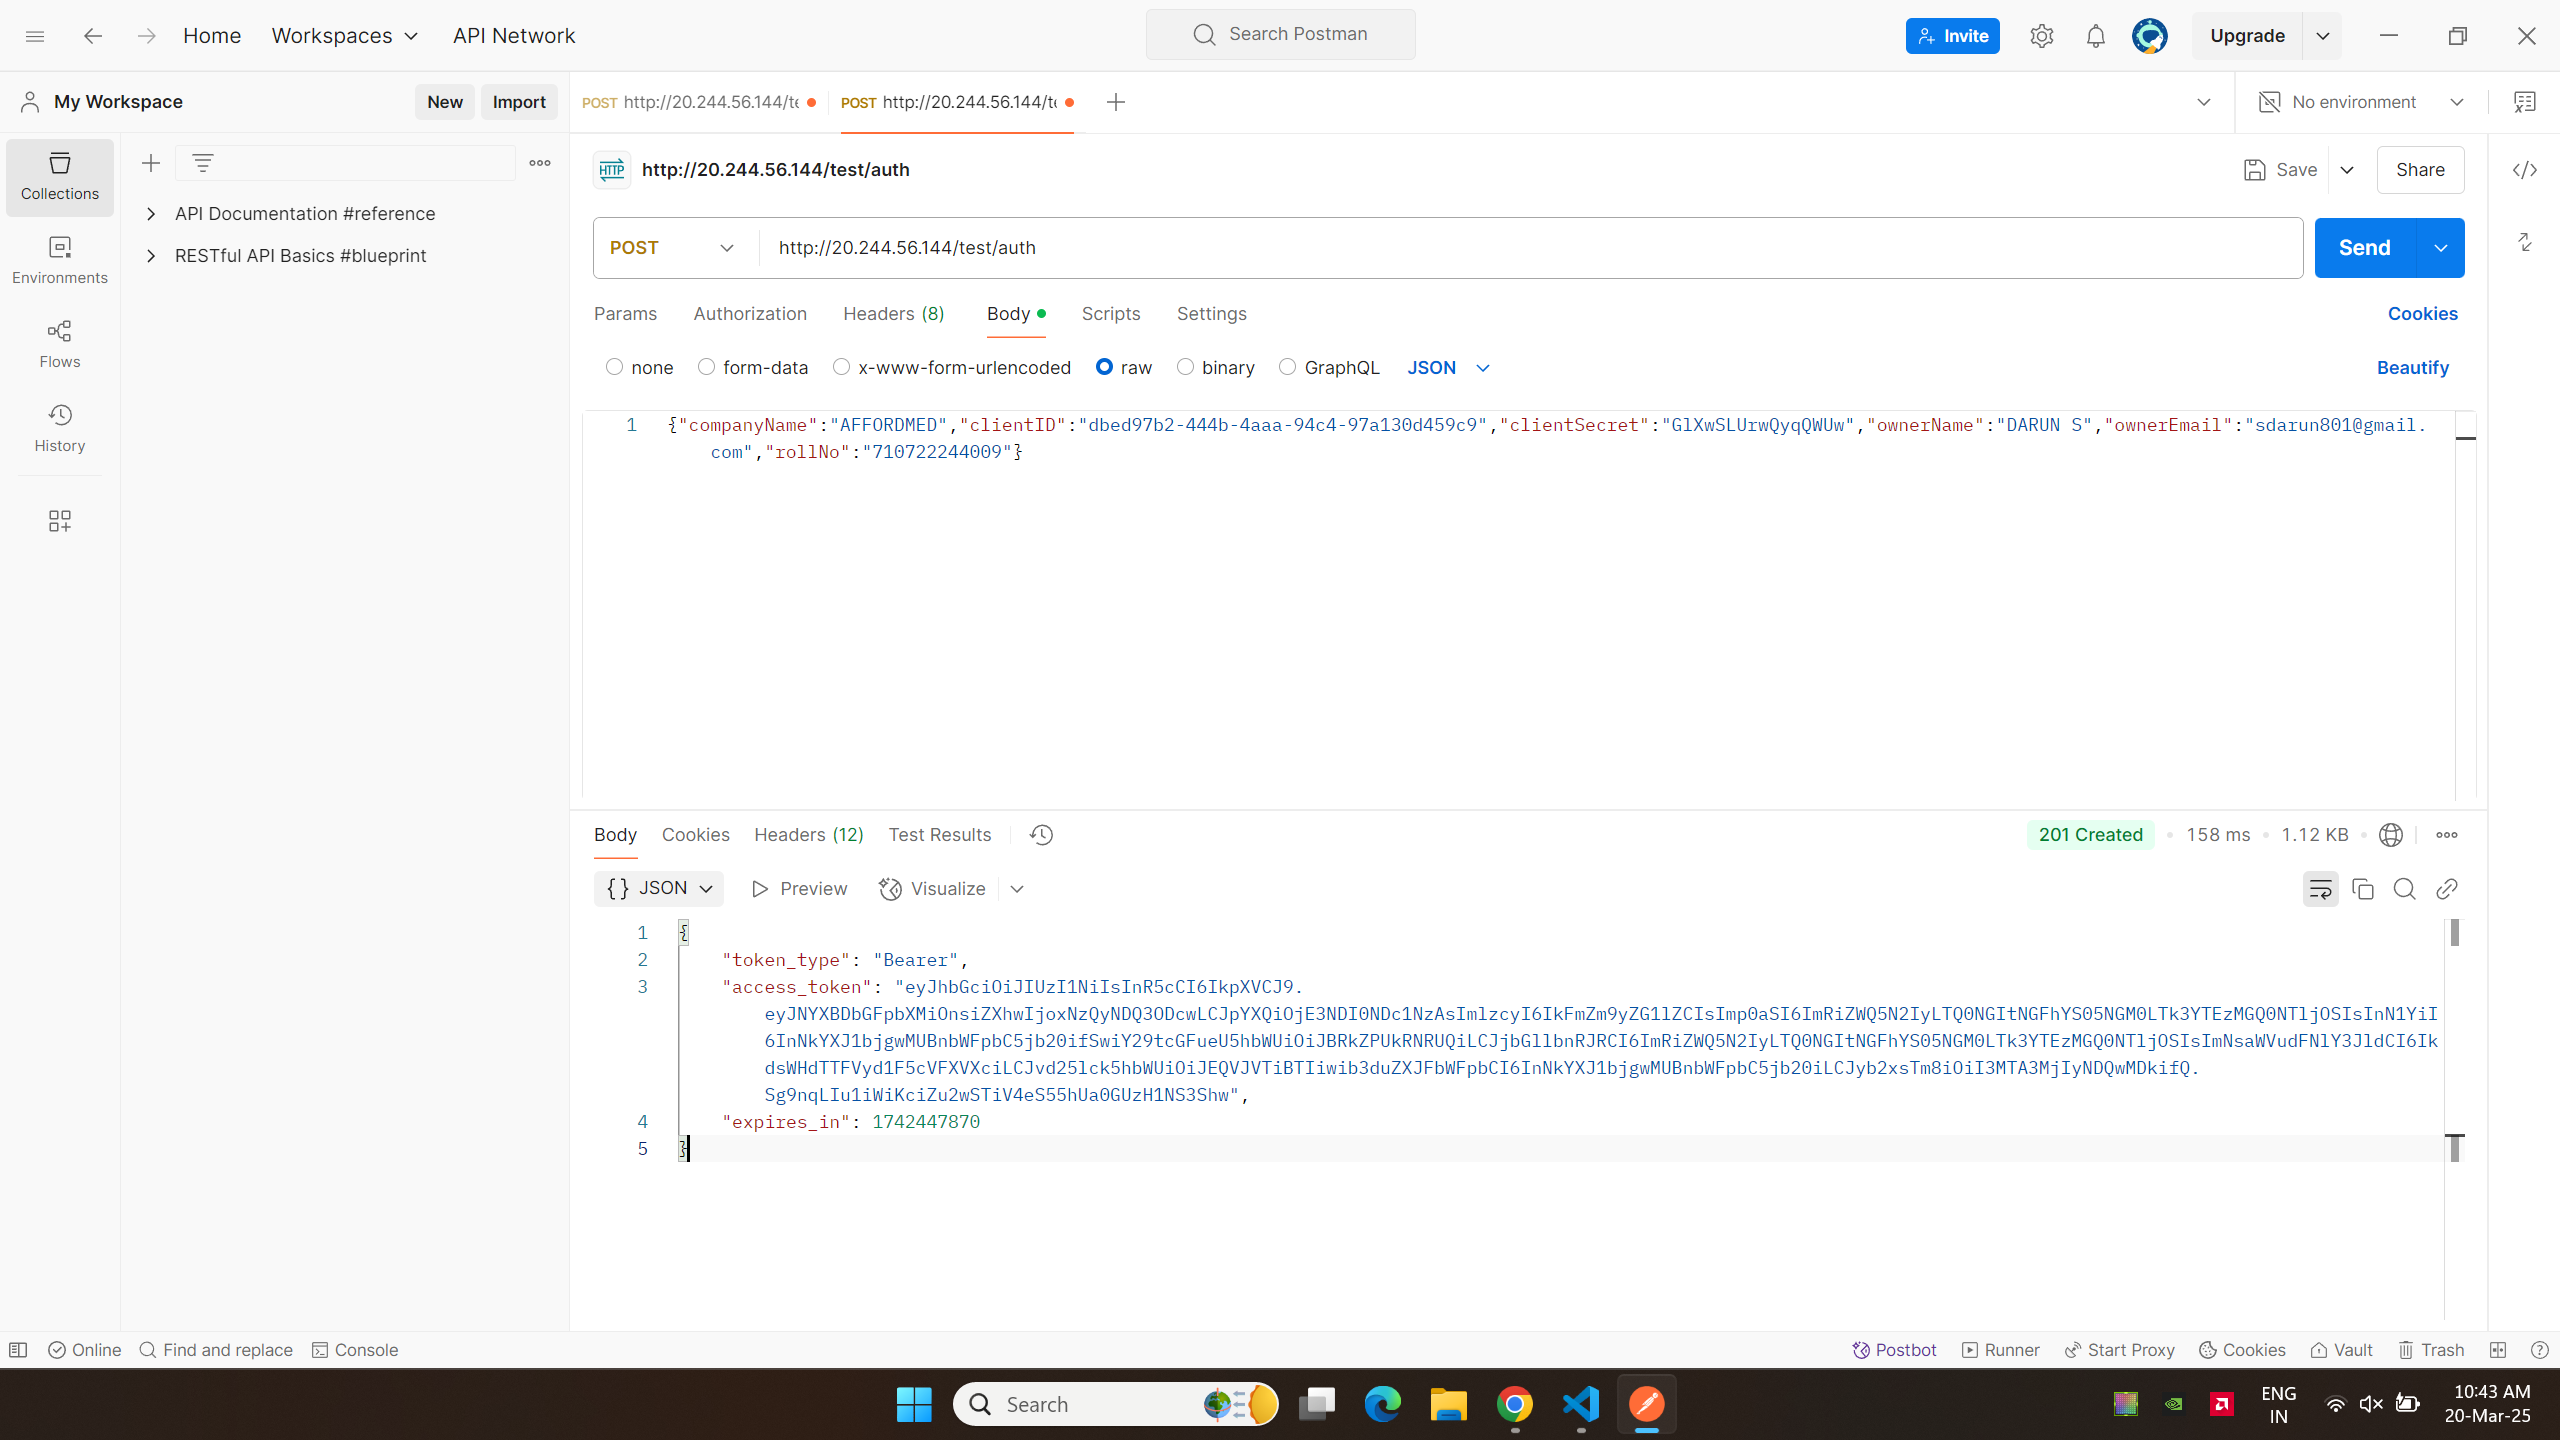 Home
Workspaces
API Network
Search Postman
Invite
Upgrade
My Workspace
New
Import
POST http://20.244.56.144/te
POST http://20.244.56.144/te
No environment
Collections
Environments
Flows
History
API Documentation #reference
RESTful API Basics #blueprint
HTTP
http://20.244.56.144/test/auth
Save
Share
POST
http://20.244.56.144/test/auth
Send
Params
Authorization
Headers (8)
Body
Scripts
Settings
Cookies
none
form-data
x-www-form-urlencoded
raw
binary
GraphQL
JSON
Beautify
1
{"companyName":"AFFORDMED","clientID":"dbed97b2-444b-4aaa-94c4-97a130d459c9","clientSecret":"GlXwSLUrwQyqQWUw","ownerName":"DARUN S","ownerEmail":"sdarun801@gmail.
com","rollNo":"710722244009"}
Body
Cookies
Headers (12)
Test Results
201 Created
158 ms
1.12 KB
{} JSON
Preview
Visualize
1 {
2 "token_type": "Bearer",
3 "access_token": "eyJhbGciOiJIUzI1NiIsInR5cCI6IkpXVCJ9.
eyJNYXBDbGFpbXMiOnsiZXhwIjoxNzQyNDQ3ODcwLCJpYXQiOjE3NDI0NDc1NzAsImlzcyI6IkFmZm9yZG1lZCIsImp0aSI6ImRiZWQ5N2IyLTQ0NGItNGFhYS05NGM0LTk3YTEzMGQ0NTljOSIsInN1YiI
6InNkYXJ1bjgwMUBnbWFpbC5jb20ifSwiY29tcGFueU5hbWUiOiJBRkZPUkRNRUQiLCJjbGllbnRJRCI6ImRiZWQ5N2IyLTQ0NGItNGFhYS05NGM0LTk3YTEzMGQ0NTljOSIsImNsaWVudFNlY3JldCI6Ik
dsWHdTTFVyd1F5cVFXVXciLCJvd25lck5hbWUiOiJEQVJVTiBTIiwib3duZXJFbWFpbCI6InNkYXJ1bjgwMUBnbWFpbC5jb20iLCJyb2xsTm8iOiI3MTA3MjIyNDQwMDkifQ.
Sg9nqLIu1iWiKciZu2wSTiV4eS55hUa0GUzH1NS3Shw",
4 "expires_in": 1742447870
5 }
Online
Find and replace
Console
Postbot
Runner
Start Proxy
Cookies
Vault
Trash
Search
ENG
IN
10:43 AM
20-Mar-25